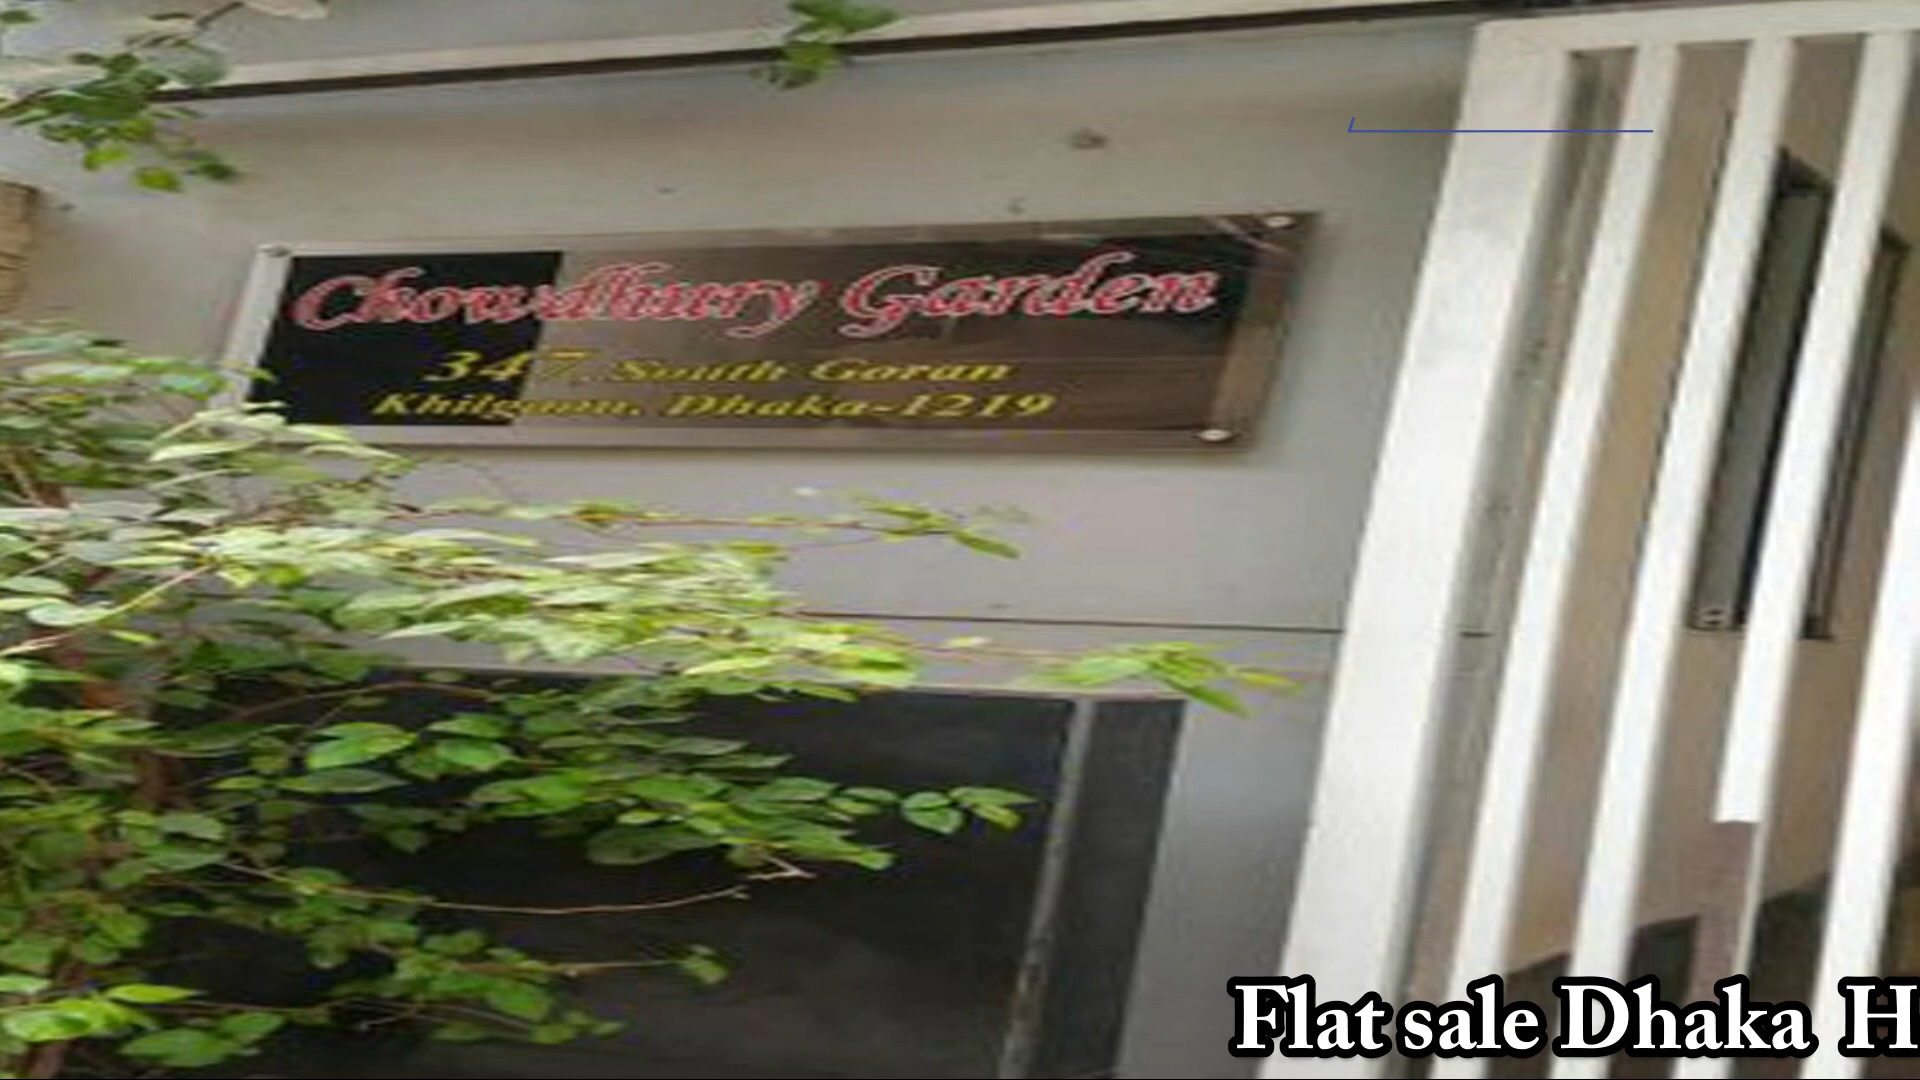 Chowdhury Garden
347, South Goran
Khilgaon, Dhaka-1219
Flat sale Dhaka H